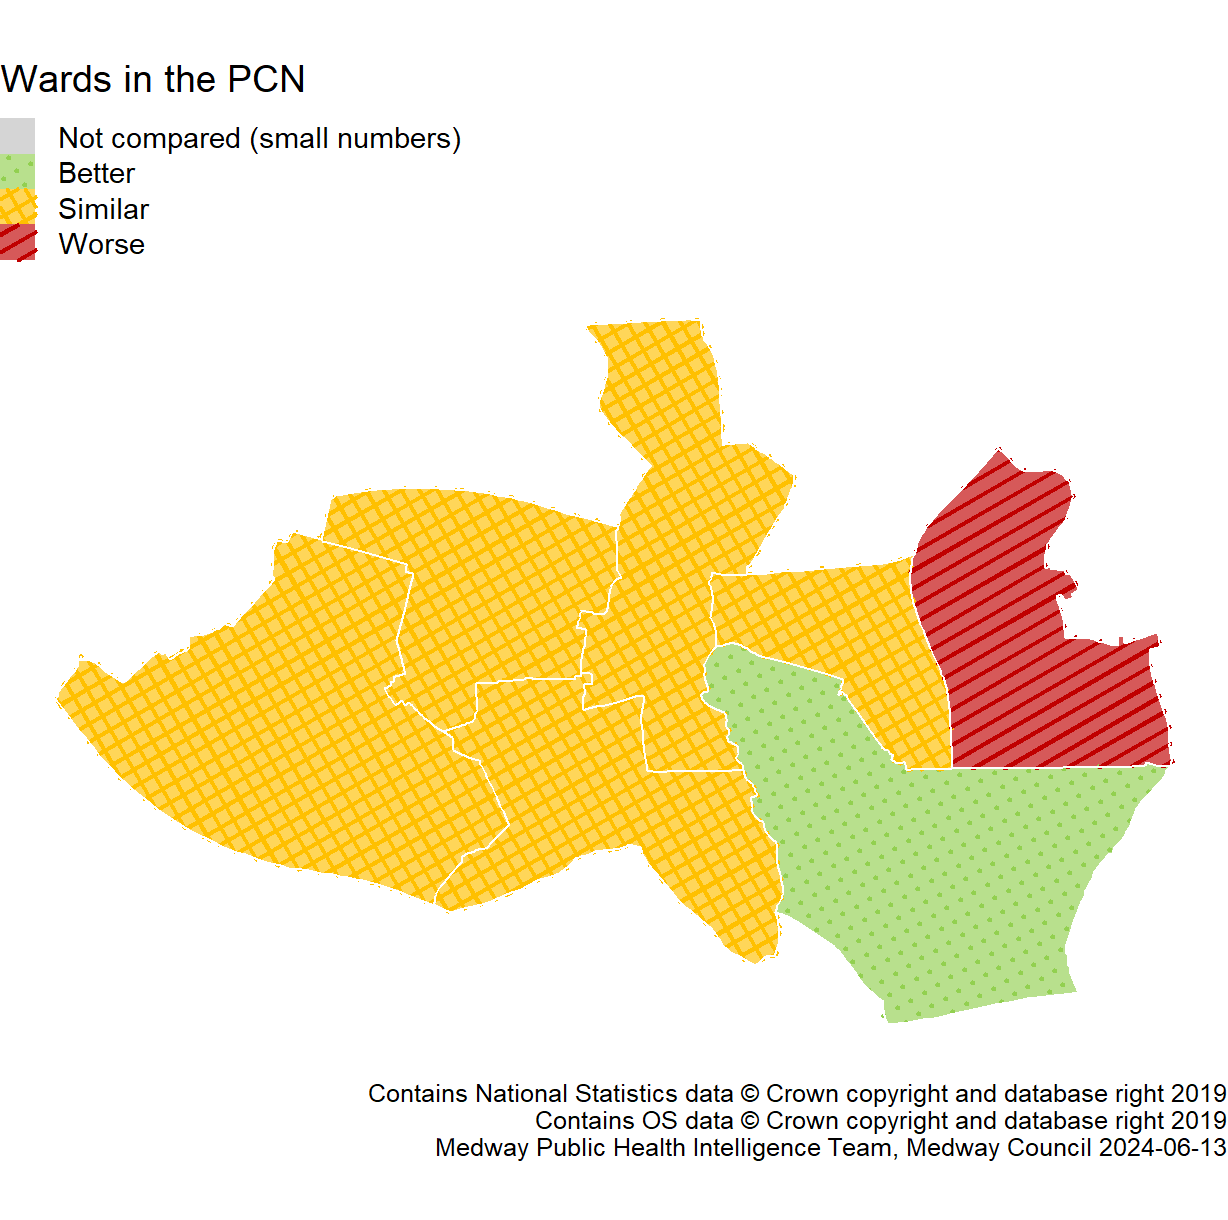 Wards in the PCN
Not compared (small numbers)
Better
Similar
Worse
Contains National Statistics data © Crown copyright and database right 2019
Contains OS data © Crown copyright and database right 2019
Medway Public Health Intelligence Team, Medway Council 2024-06-13